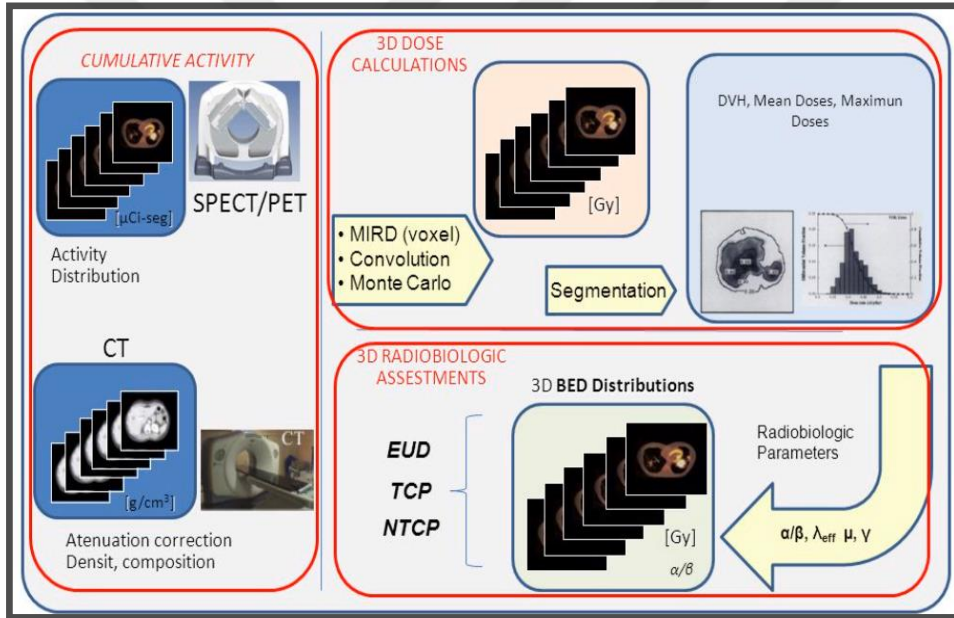 CUMULATIVE ACTIVITY
[µCi-seg]
SPECT/PET
Activity
Distribution
CT
[g/cm³]
CT
Atenuation correction
Densit, composition
3D DOSE
CALCULATIONS
[Gy]
• MIRD (voxel)
• Convolution
• Monte Carlo
Segmentation
DVH, Mean Doses, Maximun
Doses
3D RADIOBIOLOGIC
ASSESTMENTS
3D BED Distributions
EUD
TCP
NTCP
[Gy]
α/β
Radiobiologic
Parameters
α/β, λeff μ, γ